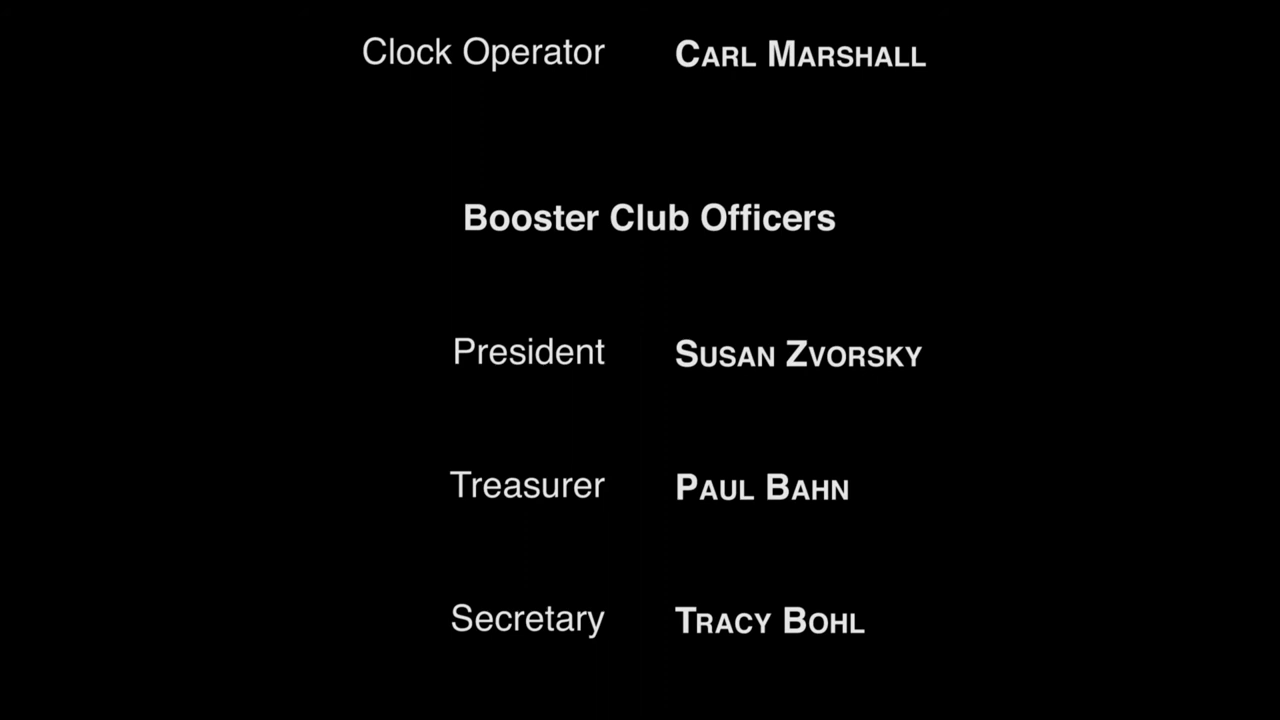 Clock Operator CARL MARSHALL
Booster Club Officers
President SUSAN ZVORSKY
Treasurer PAUL BAHN
Secretary TRACY BOHL